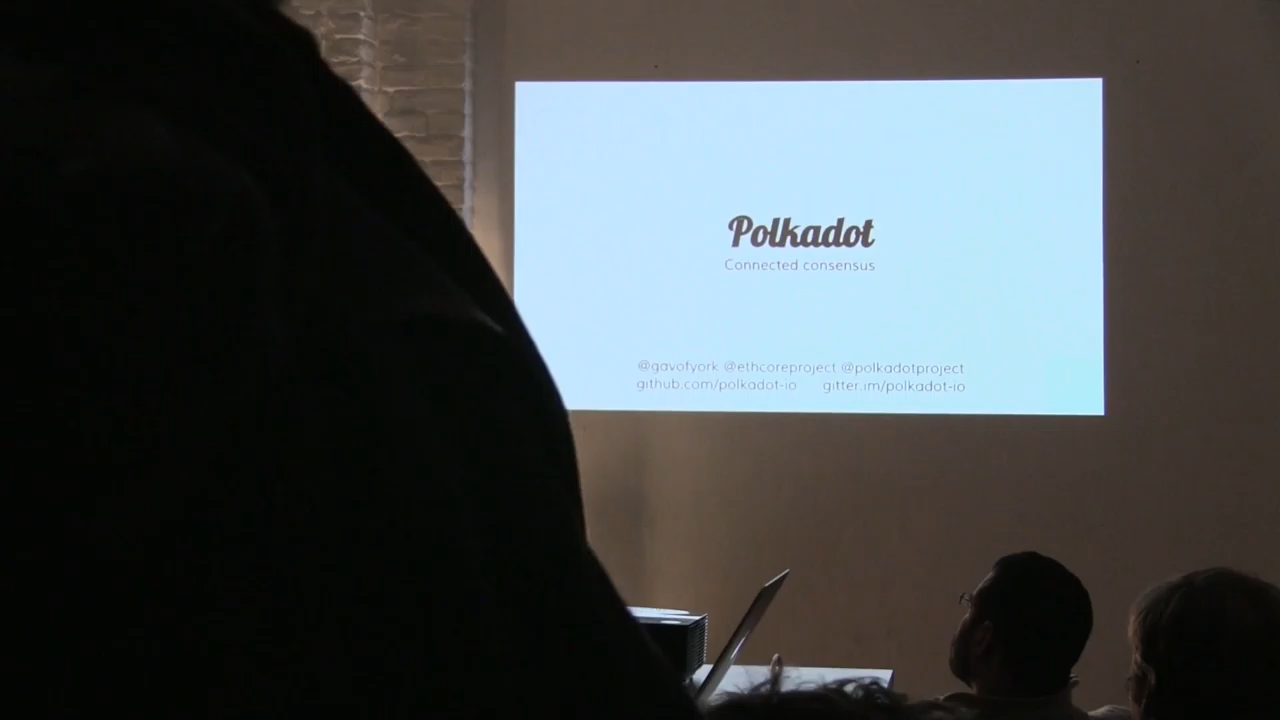 Polkadot
Connected consensus
@gavofyork @ethcoreproject @polkadotproject
github.com/polkadot-io gitter.im/polkadot-io